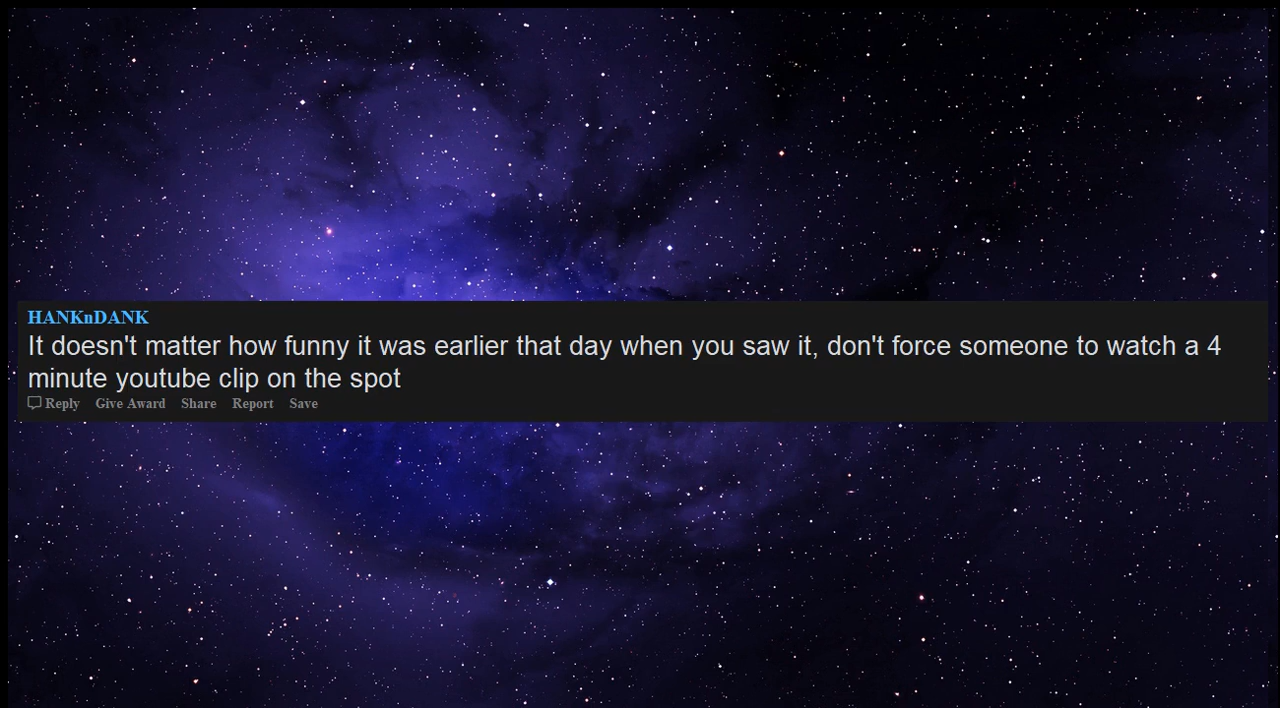 HANKnDANK
It doesn't matter how funny it was earlier that day when you saw it, don't force someone to watch a 4
minute youtube clip on the spot
Reply Give Award Share Report Save